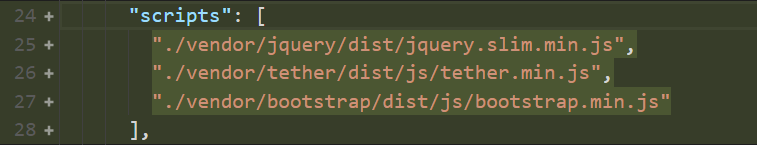 24 + "scripts": [
25 + "./vendor/jquery/dist/jquery.slim.min.js",
26 + "./vendor/tether/dist/js/tether.min.js",
27 + "./vendor/bootstrap/dist/js/bootstrap.min.js"
28 + ],